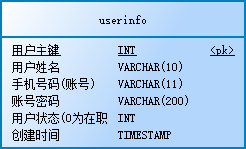 userinfo
用户主键 INT <pk>
用户姓名 VARCHAR(10)
手机号码(账号) VARCHAR(11)
账号密码 VARCHAR(200)
用户状态(0为在职 INT
创建时间 TIMESTAMP